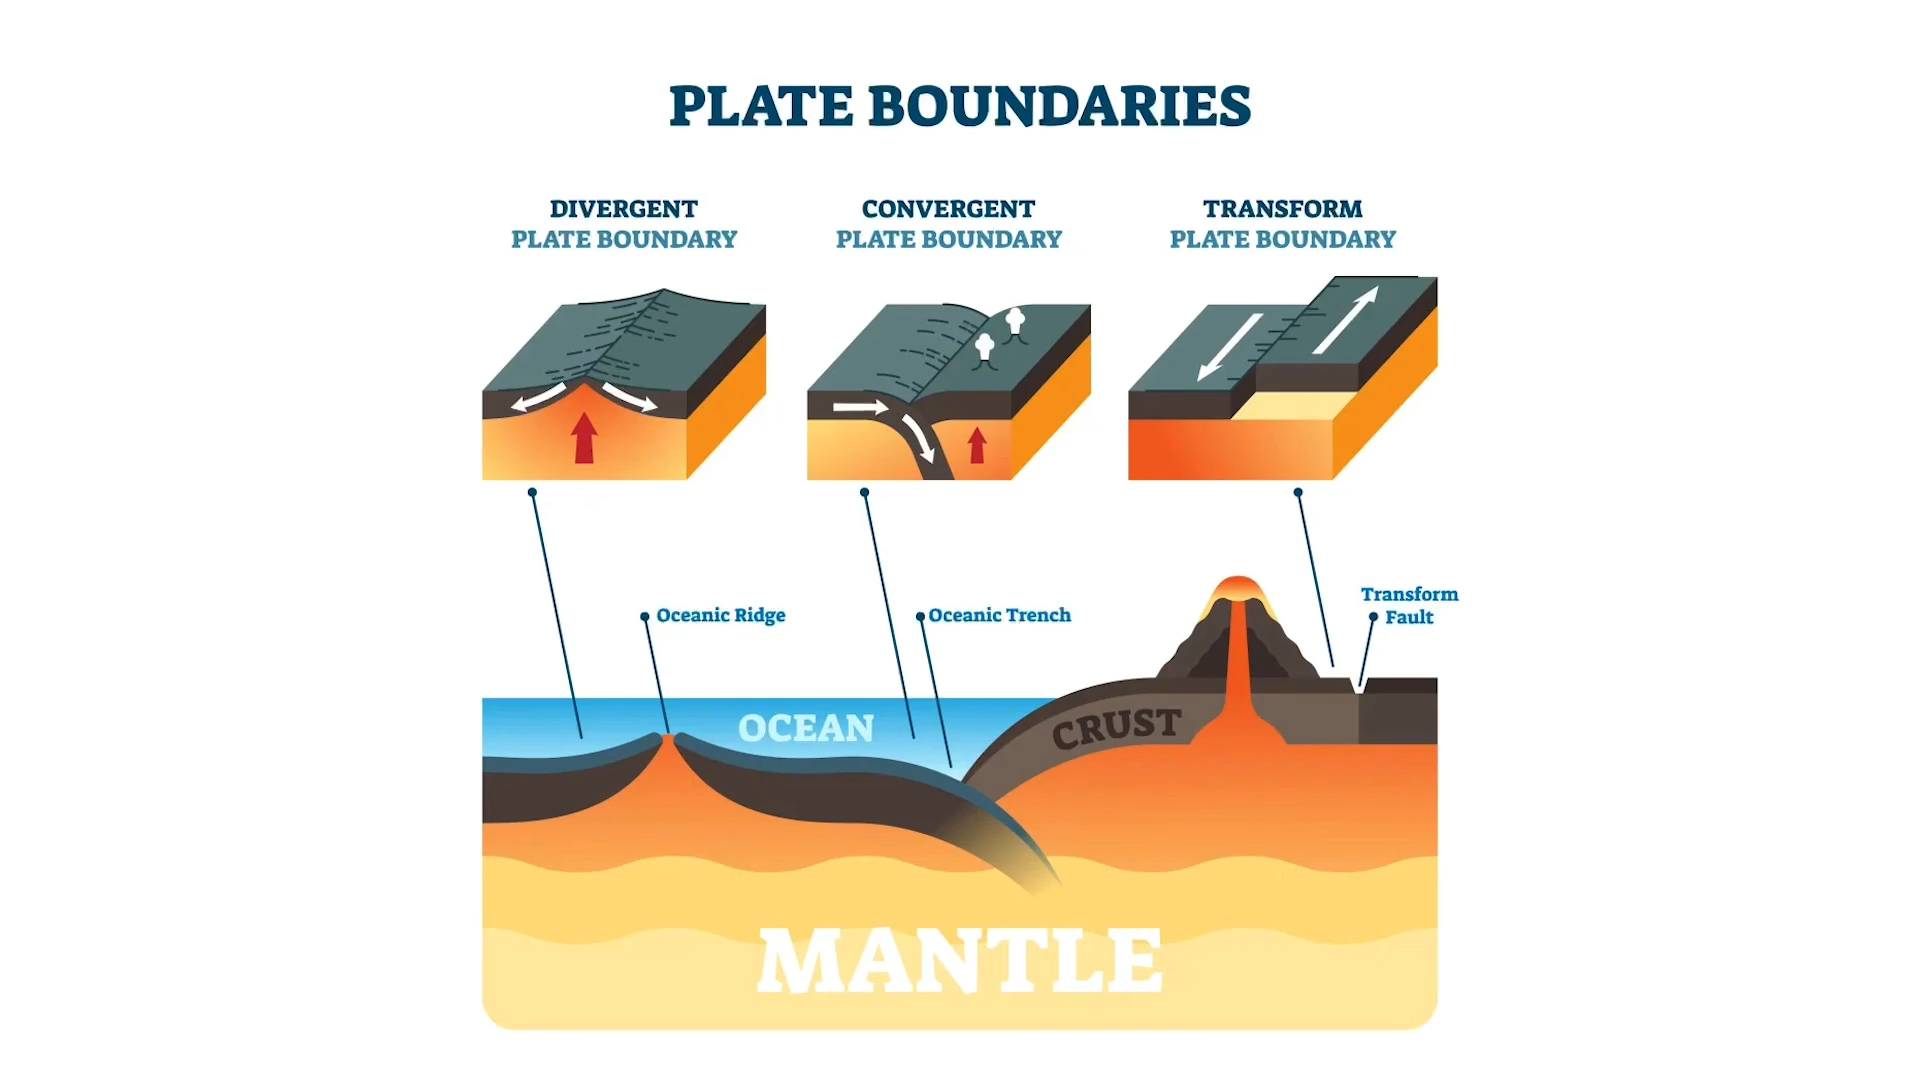 PLATE BOUNDARIES
DIVERGENT
PLATE BOUNDARY
CONVERGENT
PLATE BOUNDARY
TRANSFORM
PLATE BOUNDARY
Oceanic Ridge
Oceanic Trench
Transform
Fault
OCEAN
CRUST
MANTLE